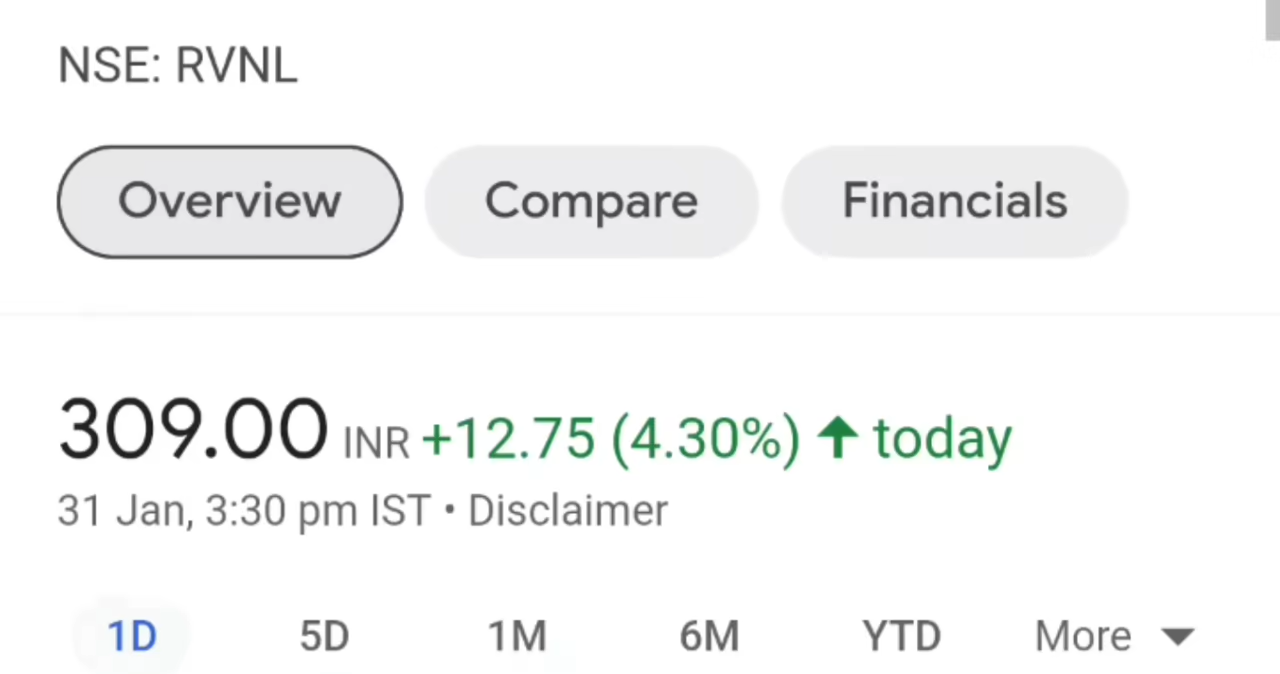 NSE: RVNL
Overview Compare Financials
309.00 INR +12.75 (4.30%) ↑ today
31 Jan, 3:30 pm IST • Disclaimer
1D 5D 1M 6M YTD More